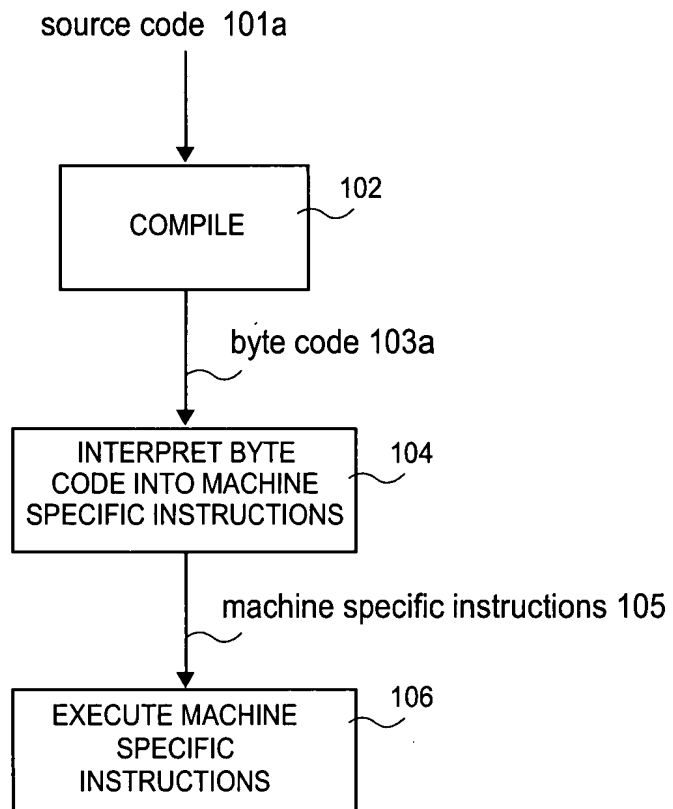 source code 101a
102
COMPILE
byte code 103a
104
INTERPRET BYTE
CODE INTO MACHINE
SPECIFIC INSTRUCTIONS
machine specific instructions 105
106
EXECUTE MACHINE
SPECIFIC
INSTRUCTIONS